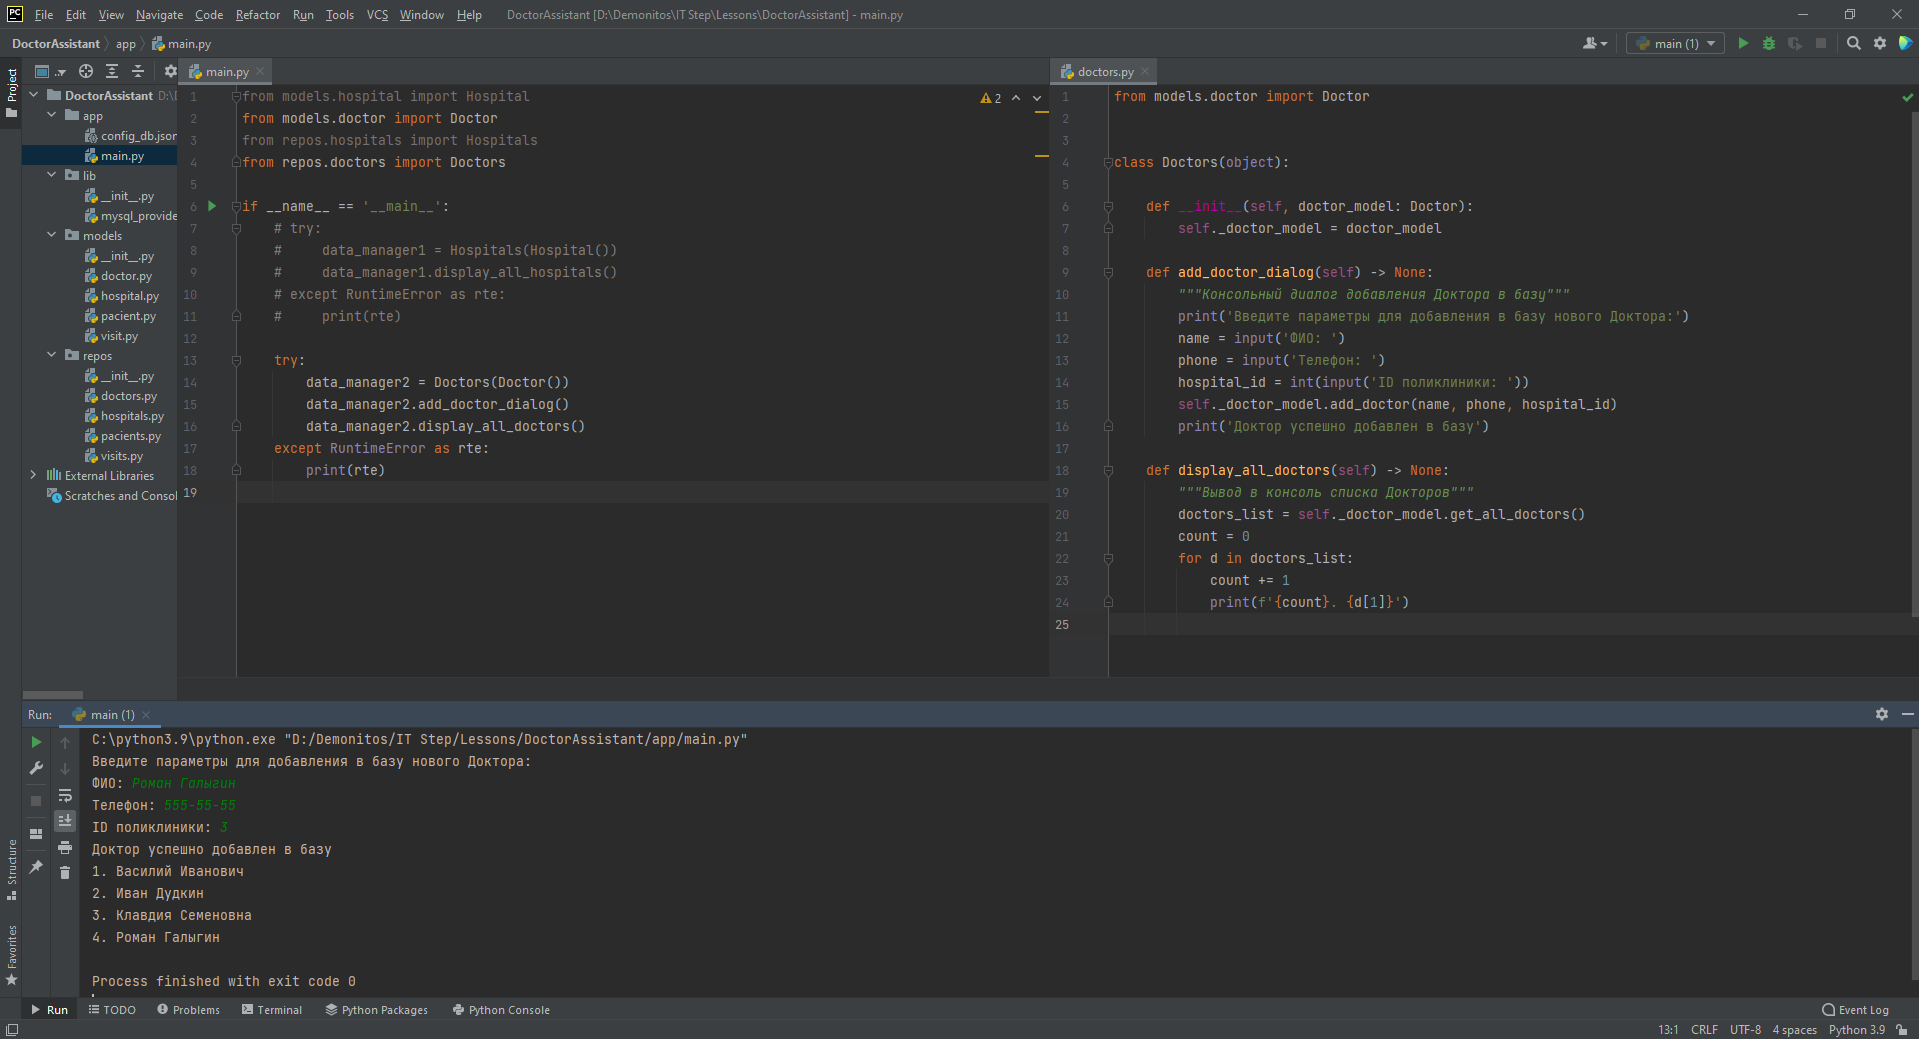 File Edit View Navigate Code Refactor Run Tools VCS Window Help DoctorAssistant [D:\Demonitos\IT Step\Lessons\DoctorAssistant] - main.py
DoctorAssistant app main.py
main (1)
Project
main.py
doctors.py
DoctorAssistant
app
config_db.json
main.py
lib
__init__.py
mysql_provide
models
__init__.py
doctor.py
hospital.py
pacient.py
visit.py
repos
__init__.py
doctors.py
hospitals.py
pacients.py
visits.py
External Libraries
Scratches and Consol
2
1 from models.hospital import Hospital
2 from models.doctor import Doctor
3 from repos.hospitals import Hospitals
4 from repos.doctors import Doctors
5
6 if __name__ == '__main__':
7 # try:
8 #     data_manager1 = Hospitals(Hospital())
9 #     data_manager1.display_all_hospitals()
10 # except RuntimeError as rte:
11 #     print(rte)
12
13 try:
14 data_manager2 = Doctors(Doctor())
15 data_manager2.add_doctor_dialog()
16 data_manager2.display_all_doctors()
17 except RuntimeError as rte:
18 print(rte)
19
1 from models.doctor import Doctor
2
3
4 class Doctors(object):
5
6 def __init__(self, doctor_model: Doctor):
7 self._doctor_model = doctor_model
8
9 def add_doctor_dialog(self) -> None:
10 """Консольный диалог добавления Доктора в базу"""
11 print('Введите параметры для добавления в базу нового Доктора:')
12 name = input('ФИО: ')
13 phone = input('Телефон: ')
14 hospital_id = int(input('ID поликлиники: '))
15 self._doctor_model.add_doctor(name, phone, hospital_id)
16 print('Доктор успешно добавлен в базу')
17
18 def display_all_doctors(self) -> None:
19 """Вывод в консоль списка Докторов"""
20 doctors_list = self._doctor_model.get_all_doctors()
21 count = 0
22 for d in doctors_list:
23 count += 1
24 print(f'{count}. {d[1]}')
25
Run: main (1)
C:\python3.9\python.exe "D:/Demonitos/IT Step/Lessons/DoctorAssistant/app/main.py"
Введите параметры для добавления в базу нового Доктора:
ФИО: Роман Галыгин
Телефон: 555-55-55
ID поликлиники: 3
Доктор успешно добавлен в базу
1. Василий Иванович
2. Иван Дудкин
3. Клавдия Семеновна
4. Роман Галыгин
Process finished with exit code 0
Structure
Favorites
Run TODO Problems Terminal Python Packages Python Console Event Log
13:1 CRLF UTF-8 4 spaces Python 3.9